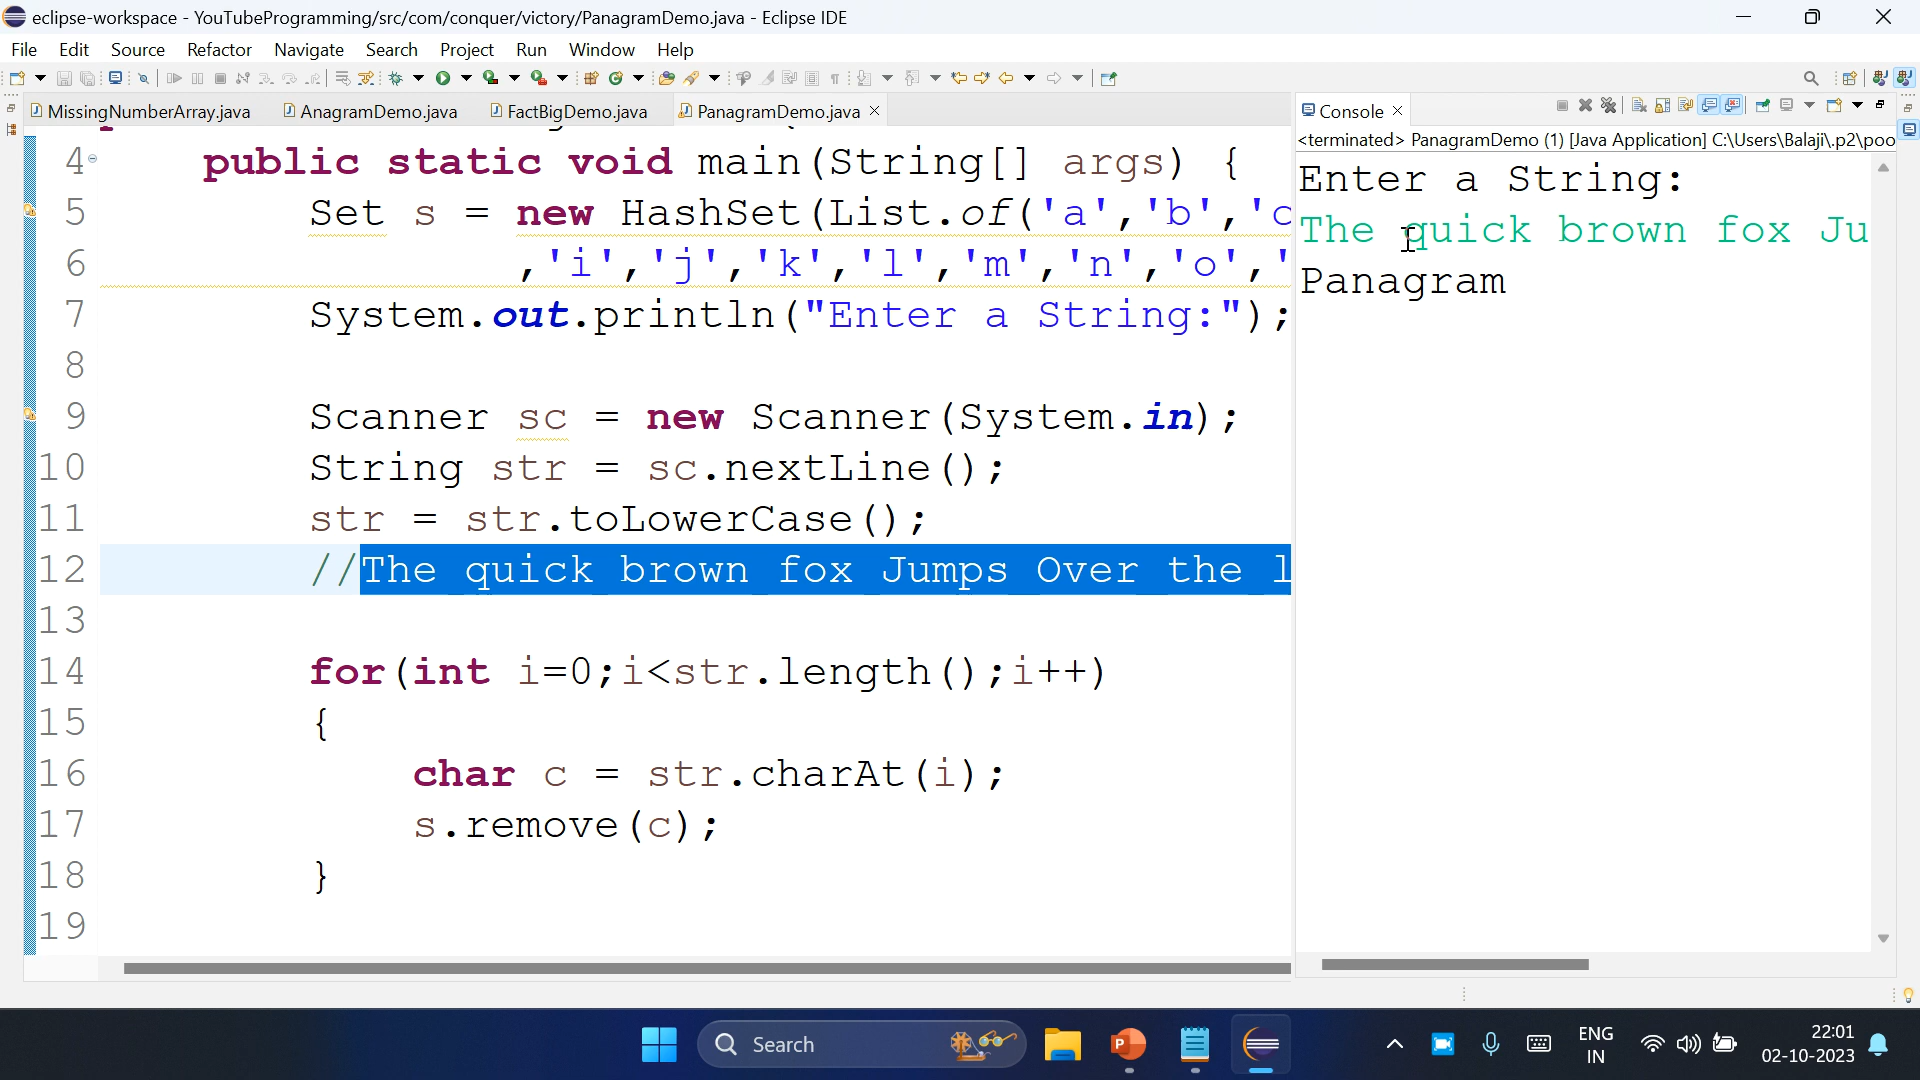 eclipse-workspace - YouTubeProgramming/src/com/conquer/victory/PanagramDemo.java - Eclipse IDE
File Edit Source Refactor Navigate Search Project Run Window Help
MissingNumberArray.java AnagramDemo.java FactBigDemo.java PanagramDemo.java
4 public static void main(String[] args) {
5 Set s = new HashSet(List.of('a','b','c
6 ,'i','j','k','l','m','n','o','
7 System.out.println("Enter a String:");
8
9 Scanner sc = new Scanner(System.in);
10 String str = sc.nextLine();
11 str = str.toLowerCase();
12 //The quick brown fox Jumps Over the l
13
14 for(int i=0;i<str.length();i++)
15 {
16 char c = str.charAt(i);
17 s.remove(c);
18 }
19
Console
<terminated> PanagramDemo (1) [Java Application] C:\Users\Balaji\.p2\poo
Enter a String:
The quick brown fox Ju
Panagram
Search
ENG
IN
22:01
02-10-2023